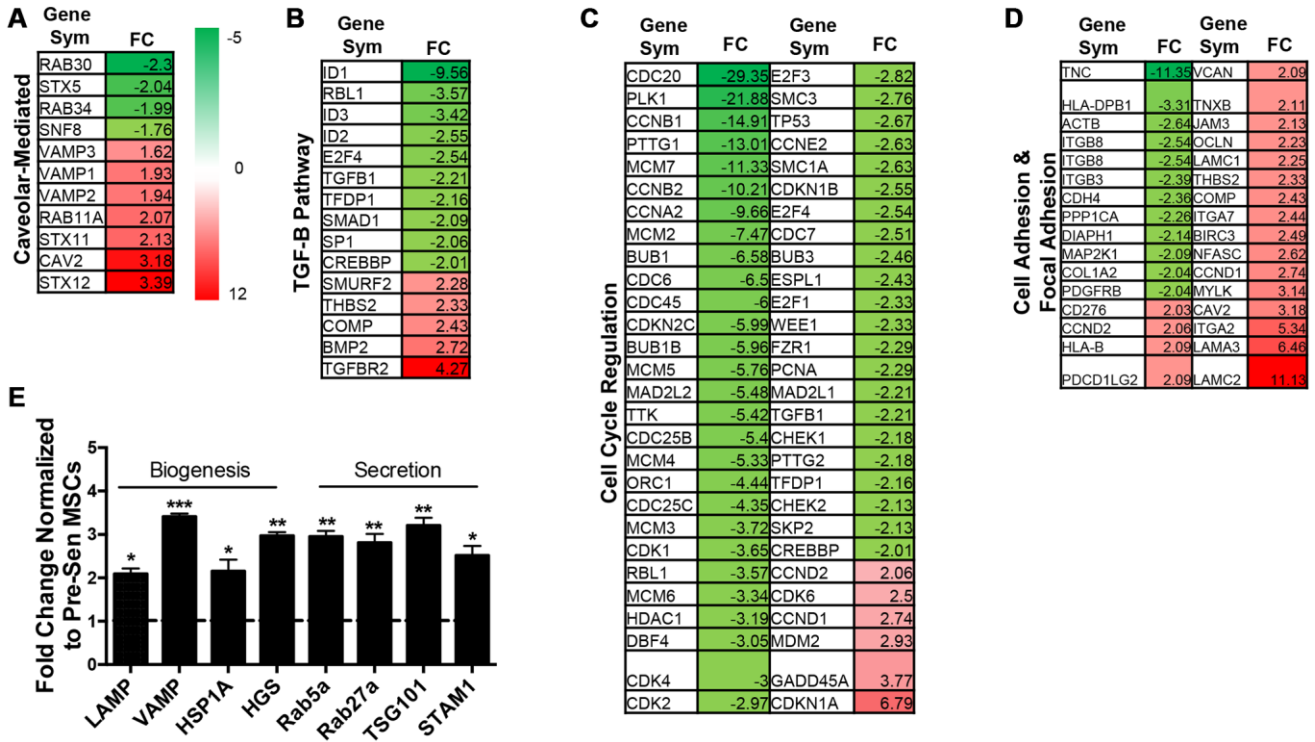 A
Gene
Sym FC
Caveolar-Mediated
RAB30 -2.3
STX5 -2.04
RAB34 -1.99
SNF8 -1.76
VAMP3 1.62
VAMP1 1.93
VAMP2 1.94
RAB11A 2.07
STX11 2.13
CAV2 3.18
STX12 3.39
-5
0
12
B
Gene
Sym FC
TGF-B Pathway
ID1 -9.56
RBL1 -3.57
ID3 -3.42
ID2 -2.55
E2F4 -2.54
TGFB1 -2.21
TFDP1 -2.16
SMAD1 -2.09
SP1 -2.06
CREBBP -2.01
SMURF2 2.28
THBS2 2.33
COMP 2.43
BMP2 2.72
TGFBR2 4.27
C
Gene Gene
Sym FC Sym FC
Cell Cycle Regulation
CDC20 -29.35 E2F3 -2.82
PLK1 -21.88 SMC3 -2.76
CCNB1 -14.91 TP53 -2.67
PTTG1 -13.01 CCNE2 -2.63
MCM7 -11.33 SMC1A -2.63
CCNB2 -10.21 CDKN1B -2.55
CCNA2 -9.66 E2F4 -2.54
MCM2 -7.47 CDC7 -2.51
BUB1 -6.58 BUB3 -2.46
CDC6 -6.5 ESPL1 -2.43
CDC45 -6 E2F1 -2.33
CDKN2C -5.99 WEE1 -2.33
BUB1B -5.96 FZR1 -2.29
MCM5 -5.76 PCNA -2.29
MAD2L2 -5.48 MAD2L1 -2.21
TTK -5.42 TGFB1 -2.21
CDC25B -5.4 CHEK1 -2.18
MCM4 -5.33 PTTG2 -2.18
ORC1 -4.44 TFDP1 -2.16
CDC25C -4.35 CHEK2 -2.13
MCM3 -3.72 SKP2 -2.13
CDK1 -3.65 CREBBP -2.01
RBL1 -3.57 CCND2 2.06
MCM6 -3.34 CDK6 2.5
HDAC1 -3.19 CCND1 2.74
DBF4 -3.05 MDM2 2.93
CDK4 -3 GADD45A 3.77
CDK2 -2.97 CDKN1A 6.79
D
Gene Gene
Sym FC Sym FC
Cell Adhesion &
Focal Adhesion
TNC -11.35 VCAN 2.09
HLA-DPB1 -3.31 TNXB 2.11
ACTB -2.64 JAM3 2.13
ITGB8 -2.54 OCLN 2.23
ITGB8 -2.54 LAMC1 2.25
ITGB3 -2.39 THBS2 2.33
CDH4 -2.36 COMP 2.43
PPP1CA -2.26 ITGA7 2.44
DIAPH1 -2.14 BIRC3 2.49
MAP2K1 -2.09 NFASC 2.62
COL1A2 -2.04 CCND1 2.74
PDGFRB -2.04 MYLK 3.14
CD276 2.03 CAV2 3.18
CCND2 2.06 ITGA2 5.34
HLA-B 2.09 LAMA3 6.46
PDCD1LG2 2.09 LAMC2 11.13
E
Fold Change Normalized
to Pre-Sen MSCs
5
4
3
2
1
0
Biogenesis Secretion
* *** * ** ** ** ** *
LAMP VAMP HSP1A HGS Rab5a Rab27a TSG101 STAM1